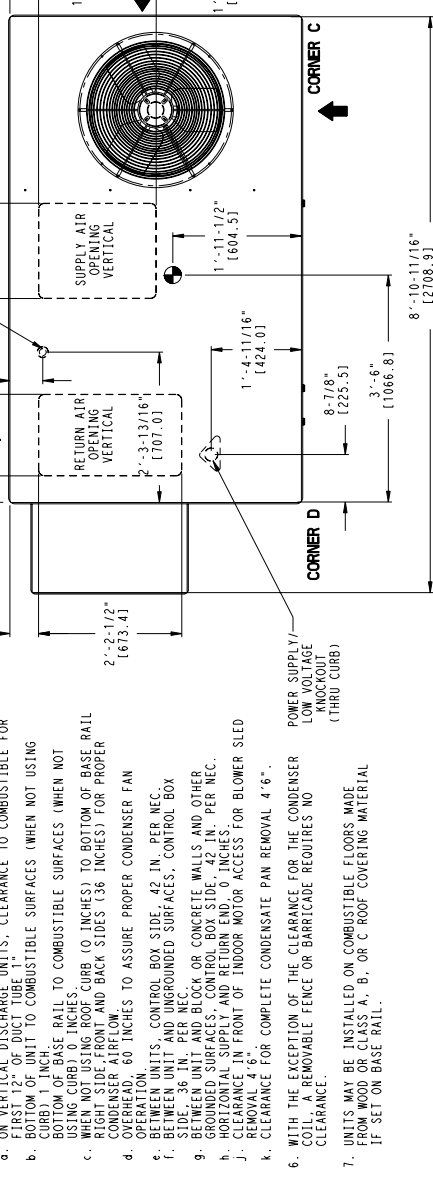 a. ON VERTICAL DISCHARGE UNITS, CLEARANCE TO COMBUSTIBLE FOR
FIRST 12" OF DUCT TUBE 1"
b. BOTTOM OF UNIT TO COMBUSTIBLE SURFACES (WHEN NOT USING
CURB) 1 INCH.
BOTTOM OF BASE RAIL TO COMBUSTIBLE SURFACES (WHEN NOT
USING CURB) 0 INCHES.
c. WHEN NOT USING ROOF CURB (0 INCHES) TO BOTTOM OF BASE RAIL
RIGHT SIDE,FRONT AND BACK SIDES (36 INCHES) FOR PROPER
CONDENSER AIRFLOW.
d. OVERHEAD, 60 INCHES TO ASSURE PROPER CONDENSER FAN
OPERATION.
e. BETWEEN UNITS, CONTROL BOX SIDE, 42 IN. PER NEC.
f. BETWEEN UNIT AND UNGROUNDED SURFACES, CONTROL BOX
SIDE, 36 IN. PER NEC.
g. BETWEEN UNIT AND BLOCK OR CONCRETE WALLS AND OTHER
GROUNDED SURFACES, CONTROL BOX SIDE, 42 IN. PER NEC.
h. HORIZONTAL SUPPLY AND RETURN END, 0 INCHES.
j. CLEARANCE IN FRONT OF INDOOR MOTOR ACCESS FOR BLOWER SLED
REMOVAL 4'6".
k. CLEARANCE FOR COMPLETE CONDENSATE PAN REMOVAL 4'6".
6. WITH THE EXCEPTION OF THE CLEARANCE FOR THE CONDENSER
COIL, A REMOVABLE FENCE OR BARRICADE REQUIRES NO
CLEARANCE.
7. UNITS MAY BE INSTALLED ON COMBUSTIBLE FLOORS MADE
FROM WOOD OR CLASS A, B, OR C ROOF COVERING MATERIAL
IF SET ON BASE RAIL.
2'-2-1/2"
[673.4]
RETURN AIR
OPENING
VERTICAL
2'-3-13/16"
[707.0]
SUPPLY AIR
OPENING
VERTICAL
1'-11-1/2"
[604.5]
1'-4-11/16"
[424.0]
CORNER D
CORNER C
8-7/8"
[225.5]
3'-6"
[1066.8]
8'-10-11/16"
[2708.9]
POWER SUPPLY/
LOW VOLTAGE
KNOCKOUT
(THRU CURB)